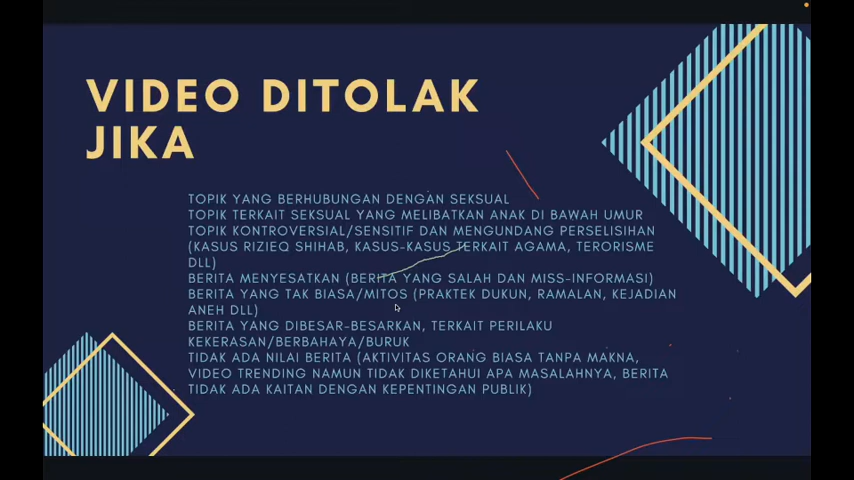 VIDEO DITOLAK
JIKA
TOPIK YANG BERHUBUNGAN DENGAN SEKSUAL
TOPIK TERKAIT SEKSUAL YANG MELIBATKAN ANAK DI BAWAH UMUR
TOPIK KONTROVERSIAL/SENSITIF DAN MENGUNDANG PERSELISIHAN
(KASUS RIZIEQ SHIHAB, KASUS-KASUS TERKAIT AGAMA, TERORISME
DLL)
BERITA MENYESATKAN (BERITA YANG SALAH DAN MISS-INFORMASI)
BERITA YANG TAK BIASA/MITOS (PRAKTEK DUKUN, RAMALAN, KEJADIAN
ANEH DLL)
BERITA YANG DIBESAR-BESARKAN, TERKAIT PERILAKU
KEKERASAN/BERBAHAYA/BURUK
TIDAK ADA NILAI BERITA (AKTIVITAS ORANG BIASA TANPA MAKNA,
VIDEO TRENDING NAMUN TIDAK DIKETAHUI APA MASALAHNYA, BERITA
TIDAK ADA KAITAN DENGAN KEPENTINGAN PUBLIK)